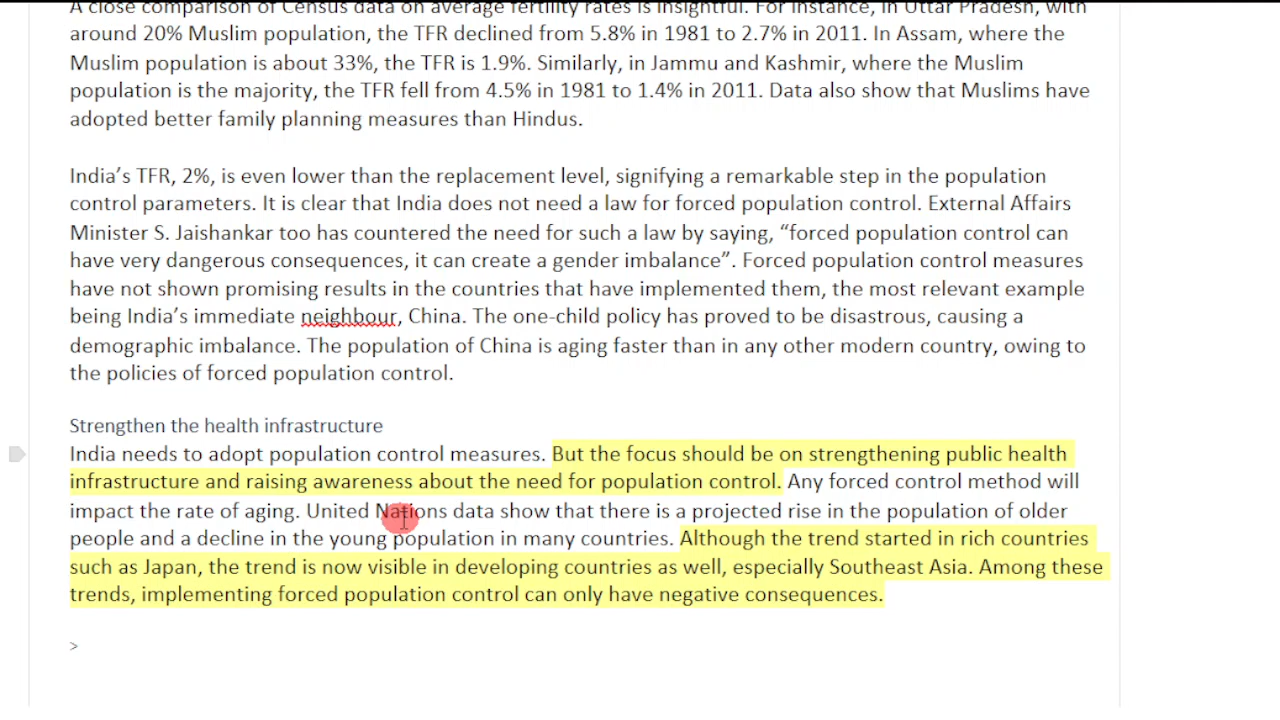 A close comparison of Census data on average fertility rates is insightful. For instance, in Uttar Pradesh, with
around 20% Muslim population, the TFR declined from 5.8% in 1981 to 2.7% in 2011. In Assam, where the
Muslim population is about 33%, the TFR is 1.9%. Similarly, in Jammu and Kashmir, where the Muslim
population is the majority, the TFR fell from 4.5% in 1981 to 1.4% in 2011. Data also show that Muslims have
adopted better family planning measures than Hindus.
India’s TFR, 2%, is even lower than the replacement level, signifying a remarkable step in the population
control parameters. It is clear that India does not need a law for forced population control. External Affairs
Minister S. Jaishankar too has countered the need for such a law by saying, “forced population control can
have very dangerous consequences, it can create a gender imbalance”. Forced population control measures
have not shown promising results in the countries that have implemented them, the most relevant example
being India’s immediate neighbour, China. The one-child policy has proved to be disastrous, causing a
demographic imbalance. The population of China is aging faster than in any other modern country, owing to
the policies of forced population control.
Strengthen the health infrastructure
India needs to adopt population control measures. But the focus should be on strengthening public health
infrastructure and raising awareness about the need for population control. Any forced control method will
impact the rate of aging. United Nations data show that there is a projected rise in the population of older
people and a decline in the young population in many countries. Although the trend started in rich countries
such as Japan, the trend is now visible in developing countries as well, especially Southeast Asia. Among these
trends, implementing forced population control can only have negative consequences.
>